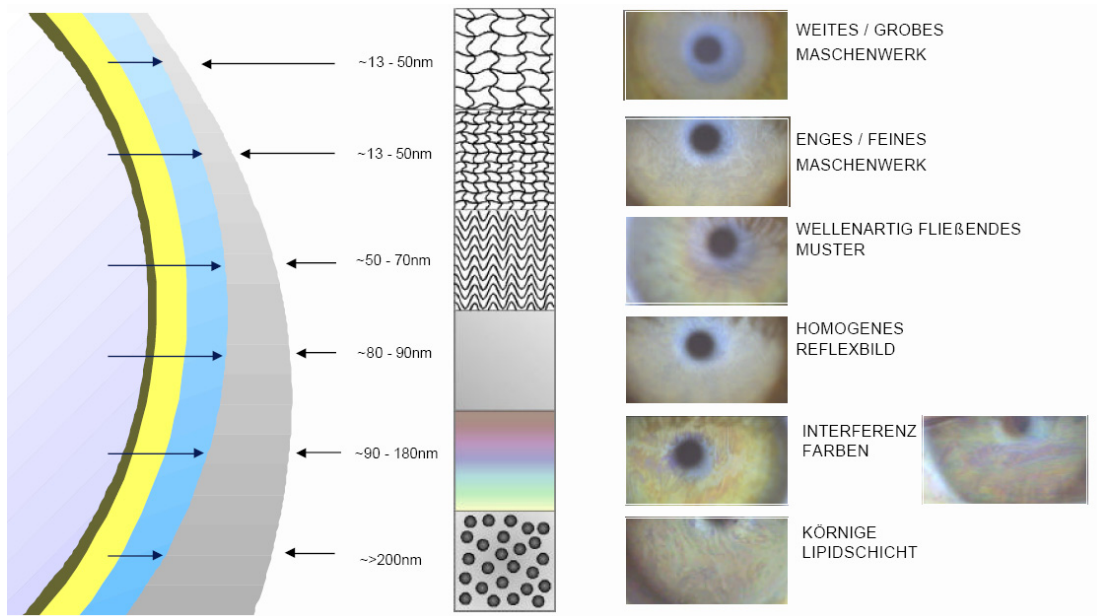 ~13 - 50nm
WEITES / GROBES
MASCHENWERK
~13 - 50nm
ENGES / FEINES
MASCHENWERK
~50 - 70nm
WELLENARTIG FLIEßENDES
MUSTER
~80 - 90nm
HOMOGENES
REFLEXBILD
~90 - 180nm
INTERFERENZ
FARBEN
~>200nm
KÖRNIGE
LIPIDSCHICHT